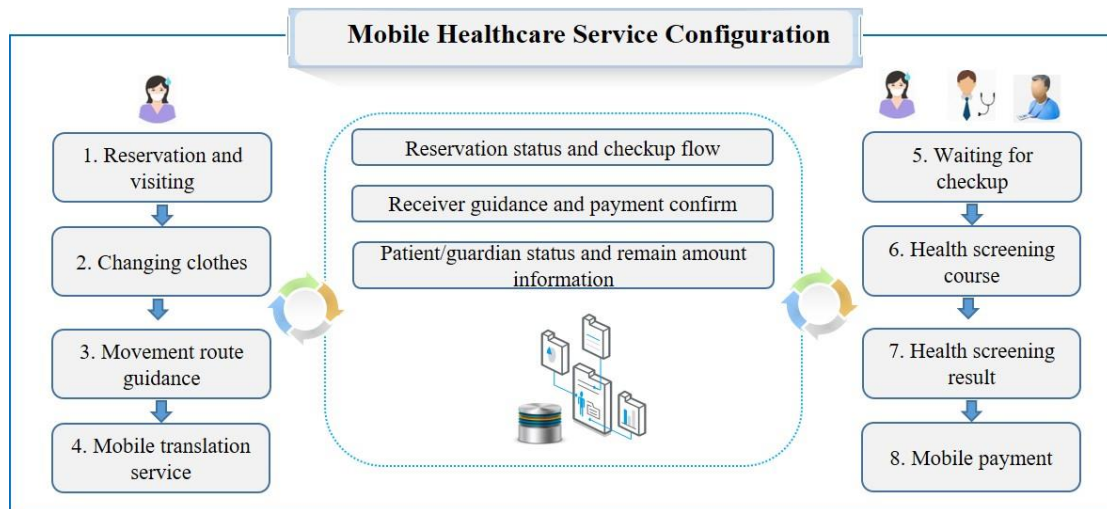 Mobile Healthcare Service Configuration
1. Reservation and
visiting
2. Changing clothes
3. Movement route
guidance
4. Mobile translation
service
Reservation status and checkup flow
Receiver guidance and payment confirm
Patient/guardian status and remain amount
information
5. Waiting for
checkup
6. Health screening
course
7. Health screening
result
8. Mobile payment